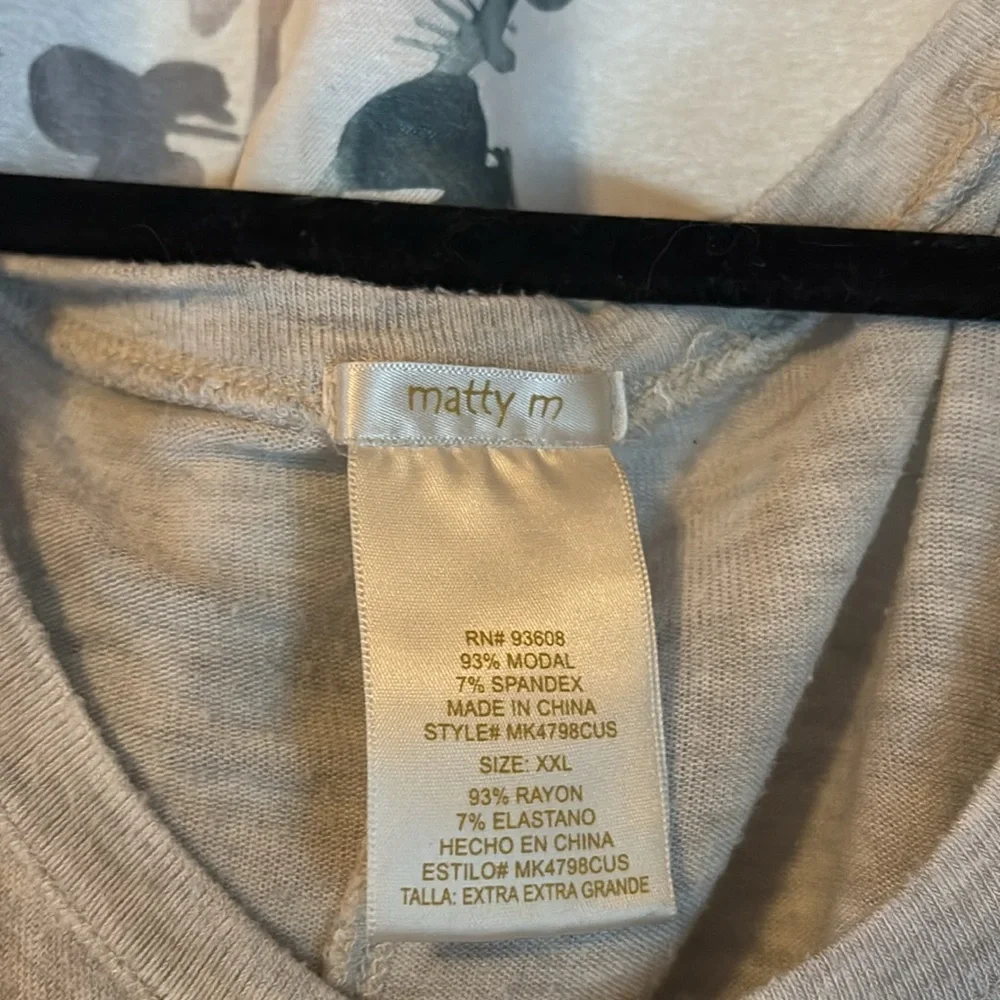 matty m
RN# 93608
93% MODAL
7% SPANDEX
MADE IN CHINA
STYLE# MK4798CUS
SIZE: XXL
93% RAYON
7% ELASTANO
HECHO EN CHINA
ESTILO# MK4798CUS
TALLA: EXTRA EXTRA GRANDE